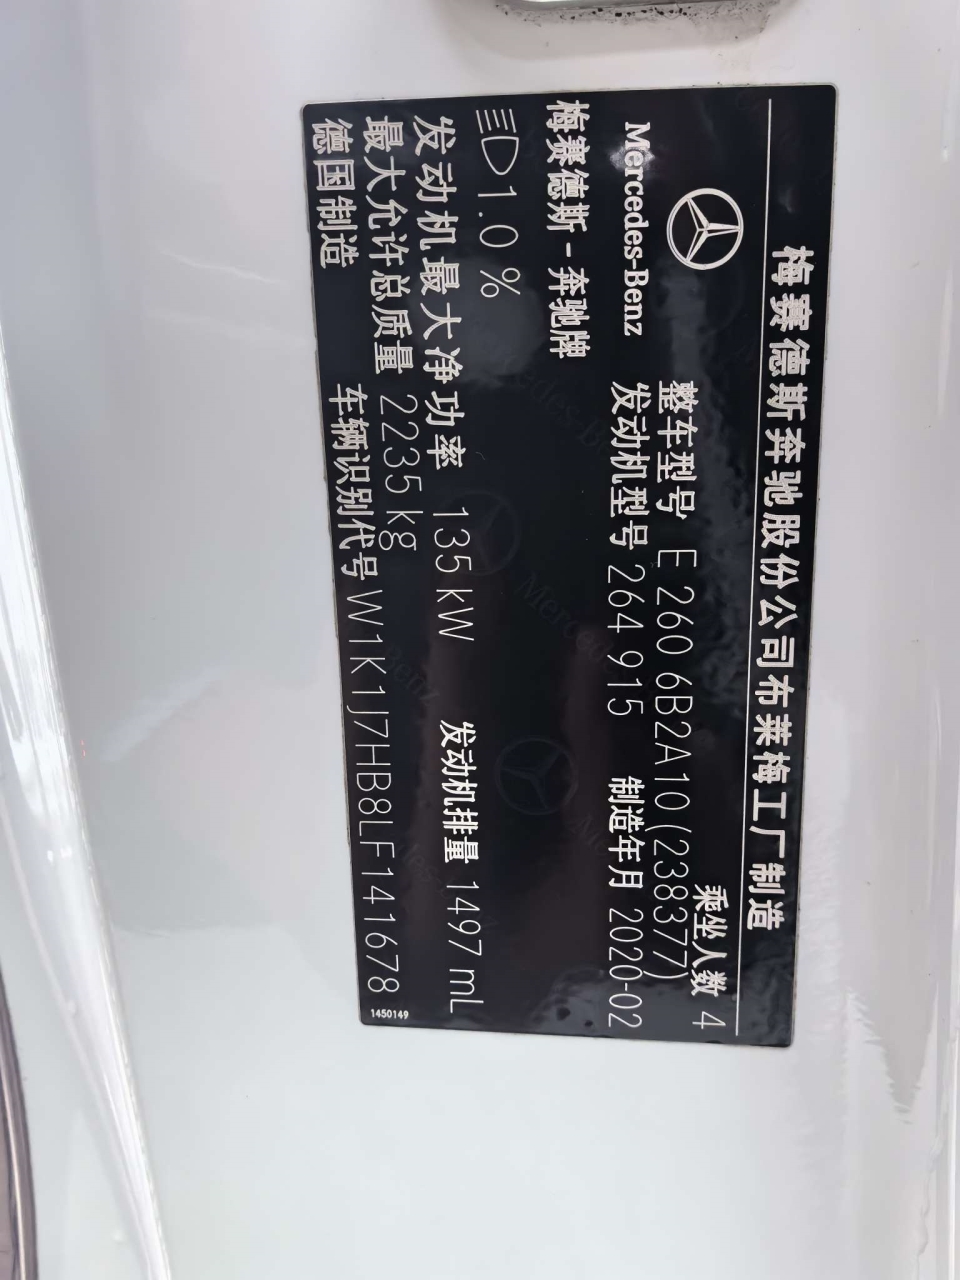 梅赛德斯奔驰股份公司布莱梅工厂制造
乘坐人数 4
Mercedes-Benz
整车型号 E 260 6B2A10(238377)
发动机型号 264 915 制造年月 2020-02
梅赛德斯-奔驰牌
1.0 %
发动机最大净功率 135 kW 发动机排量 1497 mL
最大允许总质量 2235 kg
德国制造 车辆识别代号 W1K1J7HB8LF141678
1450149